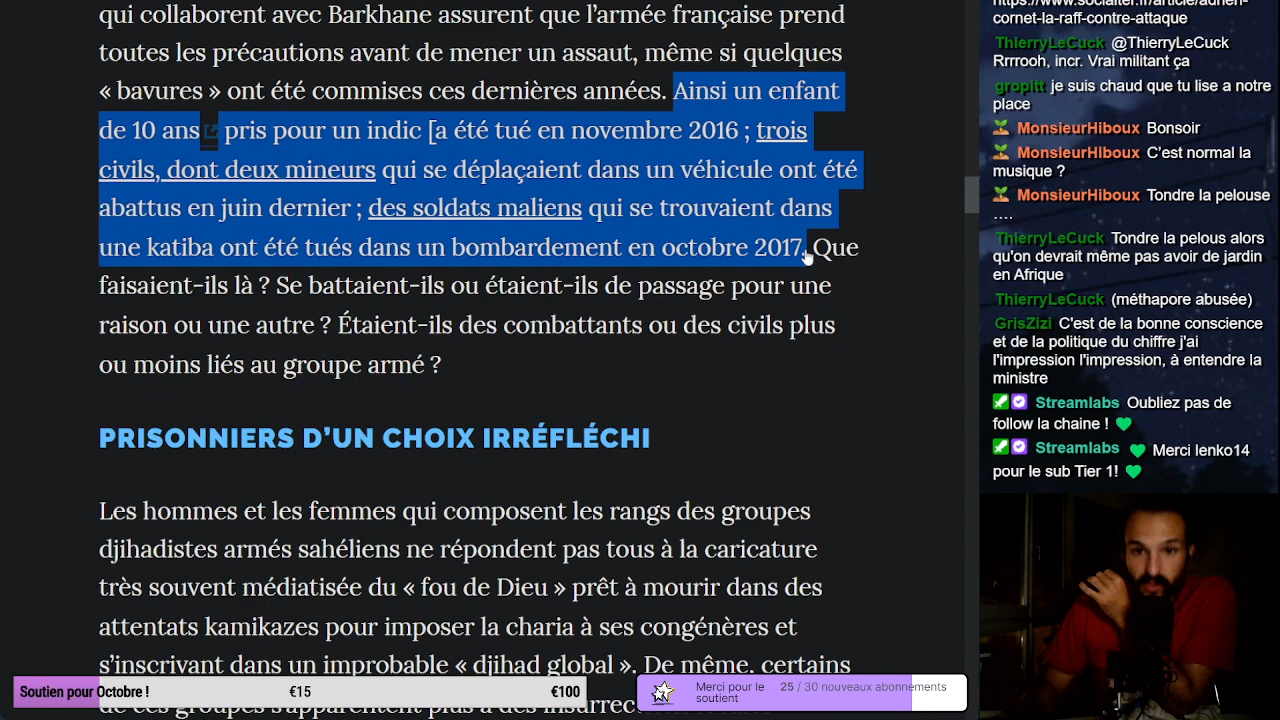 qui collaborent avec Barkhane assurent que l’armée française prend
toutes les précautions avant de mener un assaut, même si quelques
« bavures » ont été commises ces dernières années. Ainsi un enfant
de 10 ans pris pour un indic [a été tué en novembre 2016 ; trois
civils, dont deux mineurs qui se déplaçaient dans un véhicule ont été
abattus en juin dernier ; des soldats maliens qui se trouvaient dans
une katiba ont été tués dans un bombardement en octobre 2017. Que
faisaient-ils là ? Se battaient-ils ou étaient-ils de passage pour une
raison ou une autre ? Étaient-ils des combattants ou des civils plus
ou moins liés au groupe armé ?
PRISONNIERS D’UN CHOIX IRRÉFLÉCHI
Les hommes et les femmes qui composent les rangs des groupes
djihadistes armés sahéliens ne répondent pas tous à la caricature
très souvent médiatisée du « fou de Dieu » prêt à mourir dans des
attentats kamikazes pour imposer la charia à ses congénères et
s’inscrivant dans un improbable « djihad global ». De même, certains
Soutien pour Octobre !
€15
€100
Merci pour le
soutient
25 / 30 nouveaux abonnements
https://www.socialter.fr/article/adrien-
cornet-la-raff-contre-attaque
ThierryLeCuck @ThierryLeCuck
Rrrrooh, incr. Vrai militant ça
gropitt je suis chaud que tu lise a notre
place
MonsieurHiboux Bonsoir
MonsieurHiboux C’est normal la
musique ?
MonsieurHiboux Tondre la pelouse
....
ThierryLeCuck Tondre la pelous alors
qu'on devrait même pas avoir de jardin
en Afrique
ThierryLeCuck (méthapore abusée)
GrisZizi C'est de la bonne conscience
et de la politique du chiffre j'ai
l'impression l'impression, à entendre la
ministre
Streamlabs Oubliez pas de
follow la chaine !
Streamlabs Merci lenko14
pour le sub Tier 1!